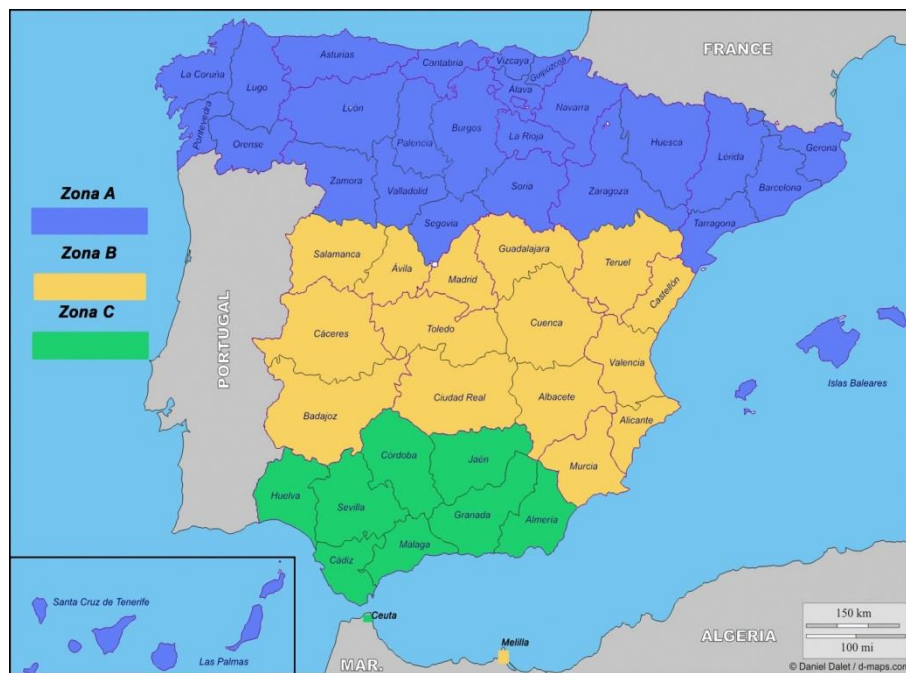 FRANCE
Asturias
Cantabria
Vizcaya
Guipúzcoa
La Coruña
Lugo
Álava
Navarra
León
Pontevedra
Orense
Palencia
Burgos
La Rioja
Huesca
Lérida
Gerona
Zamora
Valladolid
Soria
Zaragoza
Barcelona
Segovia
Tarragona
Zona A
Zona B
Zona C
Salamanca
Ávila
Madrid
Guadalajara
Teruel
Castellón
Cáceres
Toledo
Cuenca
Valencia
Islas Baleares
PORTUGAL
Badajoz
Ciudad Real
Albacete
Alicante
Murcia
Córdoba
Jaén
Huelva
Sevilla
Granada
Almería
Cádiz
Málaga
Santa Cruz de Tenerife
Las Palmas
Ceuta
Melilla
MAR.
ALGERIA
150 km
100 mi
© Daniel Dalet / d-maps.com